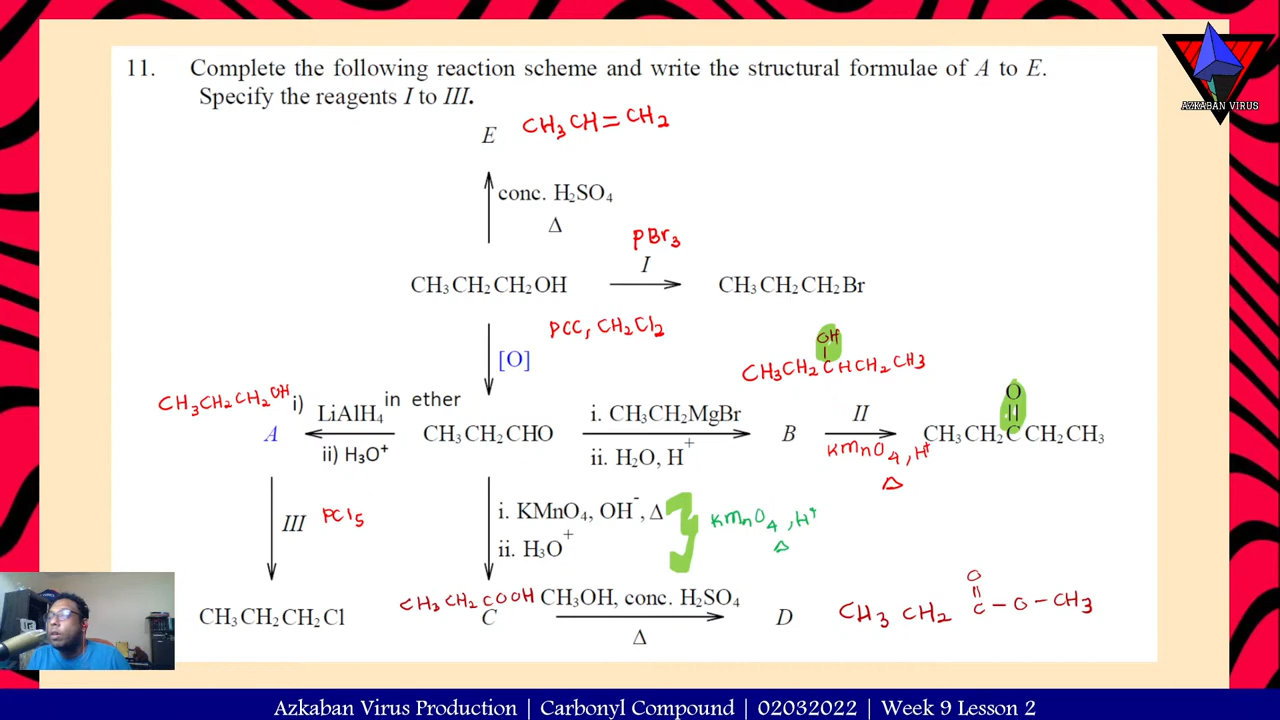 11. Complete the following reaction scheme and write the structural formulae of A to E.
Specify the reagents I to III.
AZKABAN VIRUS
E CH₃CH=CH₂
conc. H₂SO₄
Δ
PBr₃
I
CH₃CH₂CH₂OH
CH₃CH₂CH₂Br
PCC, CH₂Cl₂
[O]
OH
CH₃CH₂CHCH₂CH₃
CH₃CH₂CH₂OH
i) LiAlH₄ in ether
ii) H₃O⁺
A
CH₃CH₂CHO
i. CH₃CH₂MgBr
ii. H₂O, H⁺
B
II
KMnO₄, H⁺
Δ
O
CH₃CH₂CCH₂CH₃
III PCl₅
i. KMnO₄, OH⁻, Δ
ii. H₃O⁺
KMnO₄, H⁺
Δ
CH₃CH₂CH₂Cl
CH₃CH₂COOH
C
CH₃OH, conc. H₂SO₄
Δ
D
O
CH₃ CH₂ C – O – CH₃
Azkaban Virus Production | Carbonyl Compound | 02032022 | Week 9 Lesson 2